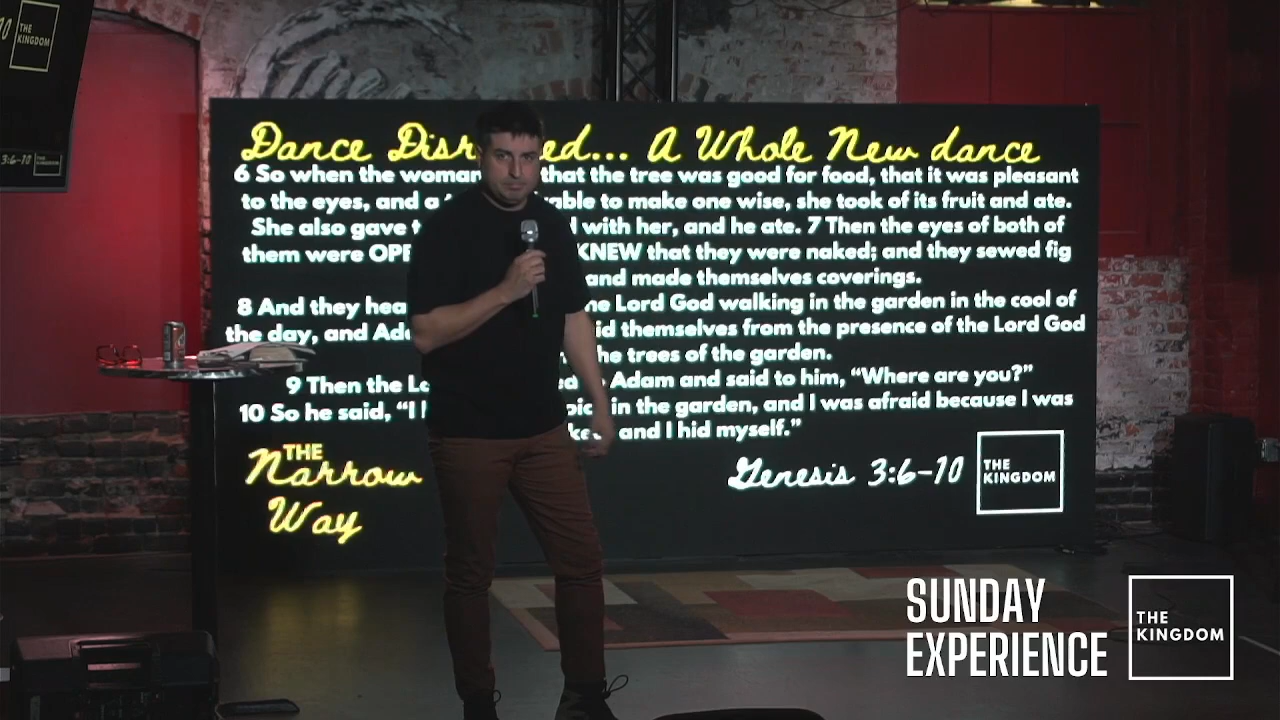 THE
KINGDOM
3:6-10
Dance ed... A Whole New dance
6 So when the woman that the tree was good for food, that it was pleasant
to the eyes, and a able to make one wise, she took of its fruit and ate.
She also gave with her, and he ate. 7 Then the eyes of both of
them were KNEW that they were naked; and they sewed fig
and made themselves coverings.
8 And they Lord God walking in the garden in the cool of
the day, and themselves from the presence of the Lord God
the trees of the garden.
9 Then the Adam and said to him, “Where are you?”
10 So he said, “I in the garden, and I was afraid because I was
and I hid myself.”
THE
Narrow
Way
Genesis 3:6-10
THE
KINGDOM
SUNDAY
EXPERIENCE
THE
KINGDOM